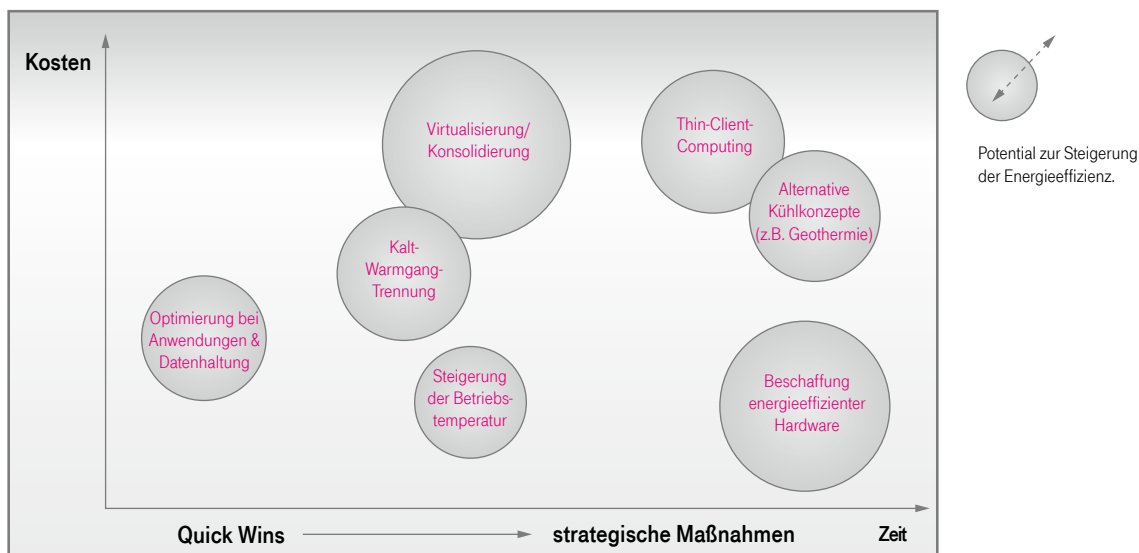 Kosten
Virtualisierung/
Konsolidierung
Thin-Client-
Computing
Alternative
Kühlkonzepte
(z.B. Geothermie)
Kalt-
Warmgang-
Trennung
Optimierung bei
Anwendungen &
Datenhaltung
Steigerung
der Betriebs-
temperatur
Beschaffung
energieeffizienter
Hardware
Quick Wins
strategische Maßnahmen
Zeit
Potential zur Steigerung
der Energieeffizienz.